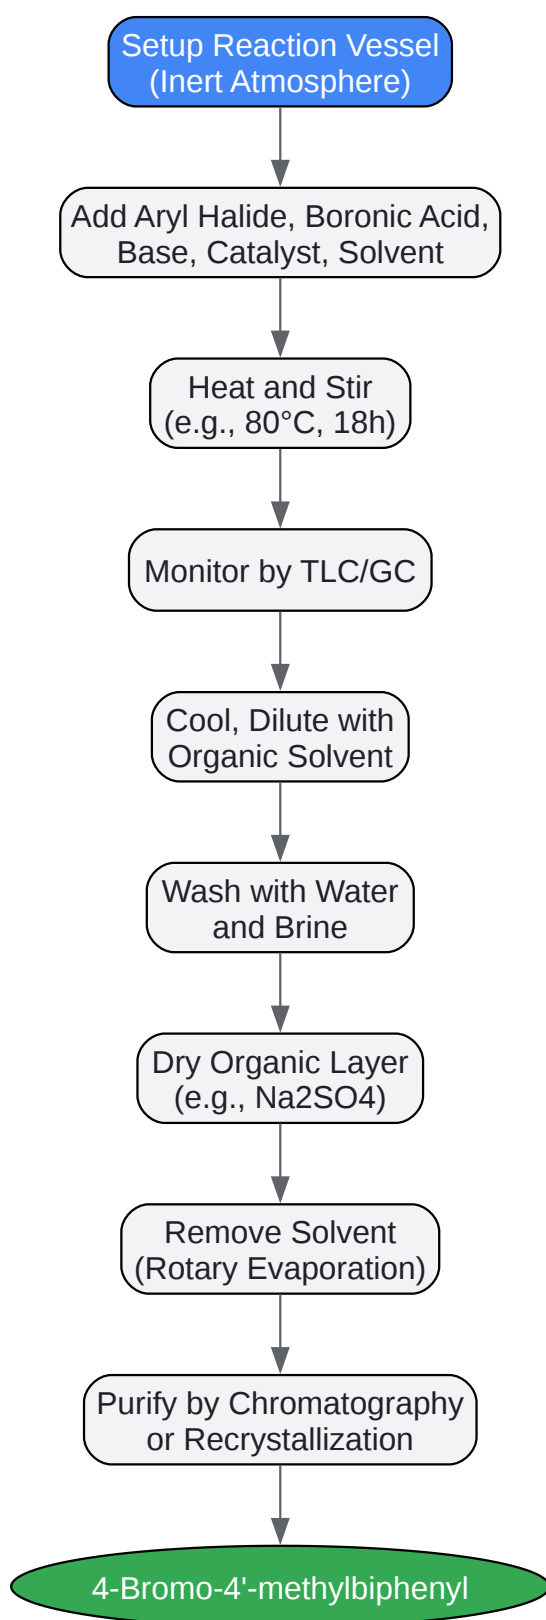 Setup Reaction Vessel
(Inert Atmosphere)
Add Aryl Halide, Boronic Acid,
Base, Catalyst, Solvent
Heat and Stir
(e.g., 80°C, 18h)
Monitor by TLC/GC
Cool, Dilute with
Organic Solvent
Wash with Water
and Brine
Dry Organic Layer
(e.g., Na2SO4)
Remove Solvent
(Rotary Evaporation)
Purify by Chromatography
or Recrystallization
4-Bromo-4'-methylbiphenyl